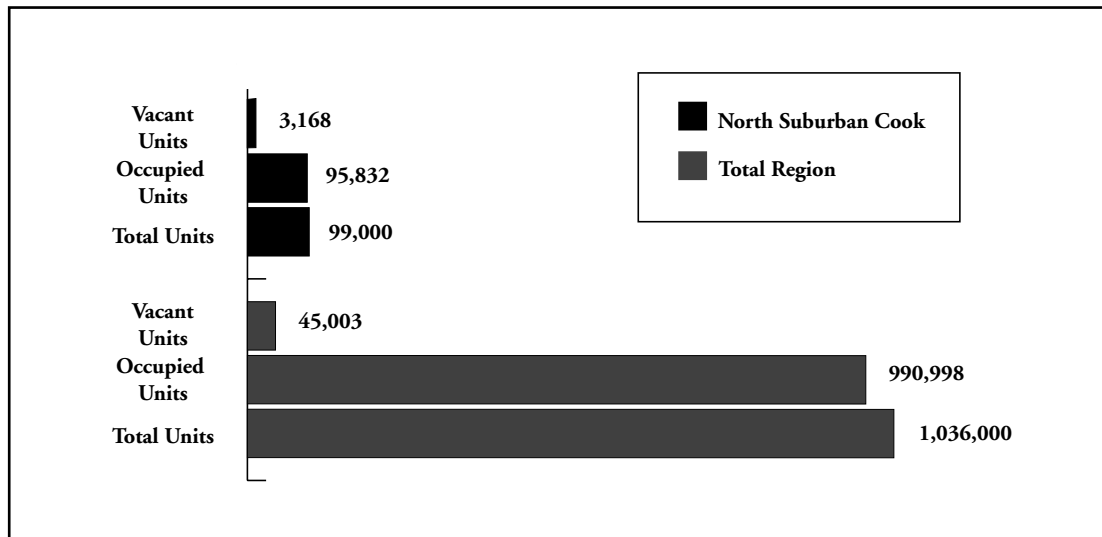 Vacant
Units
3,168
Occupied
Units
95,832
Total Units
99,000
North Suburban Cook
Total Region
Vacant
Units
45,003
Occupied
Units
990,998
Total Units
1,036,000